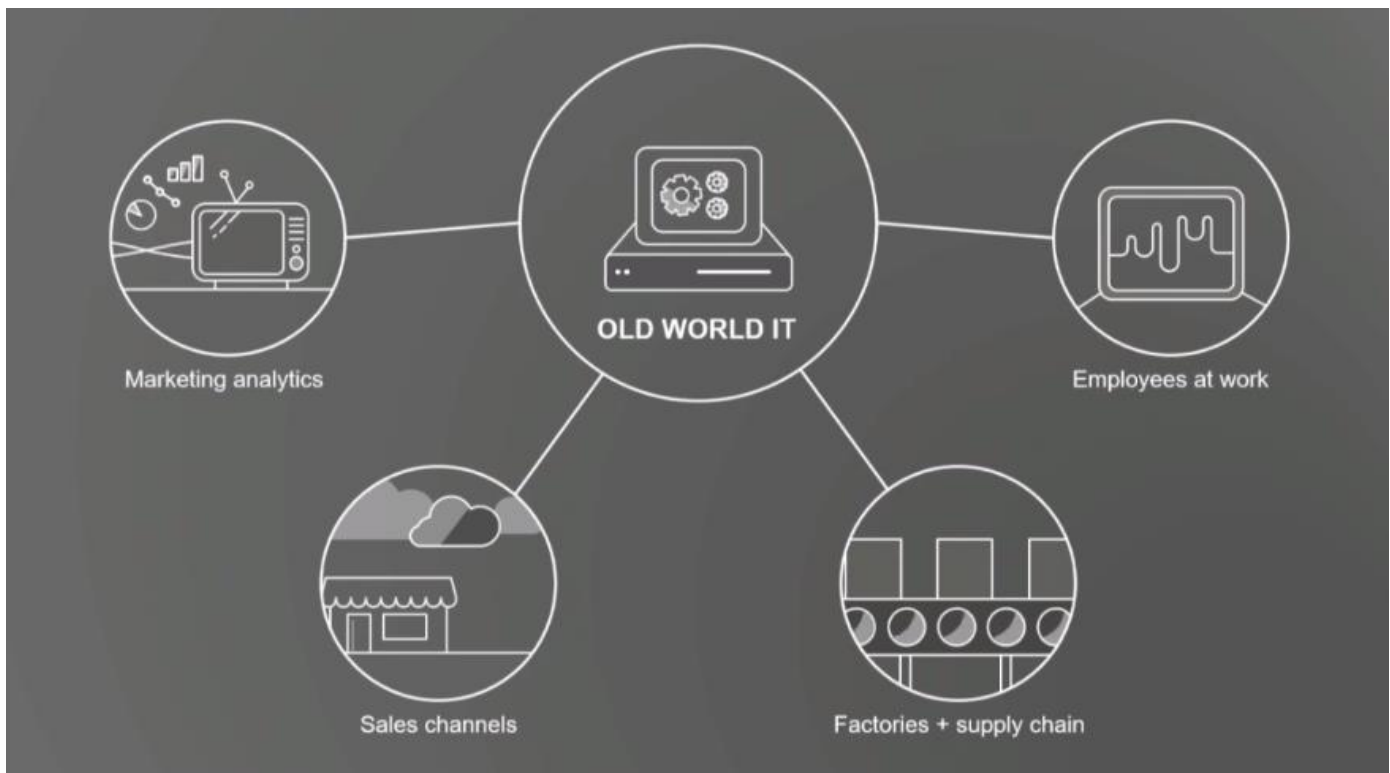 OLD WORLD IT
Marketing analytics
Employees at work
Sales channels
Factories + supply chain